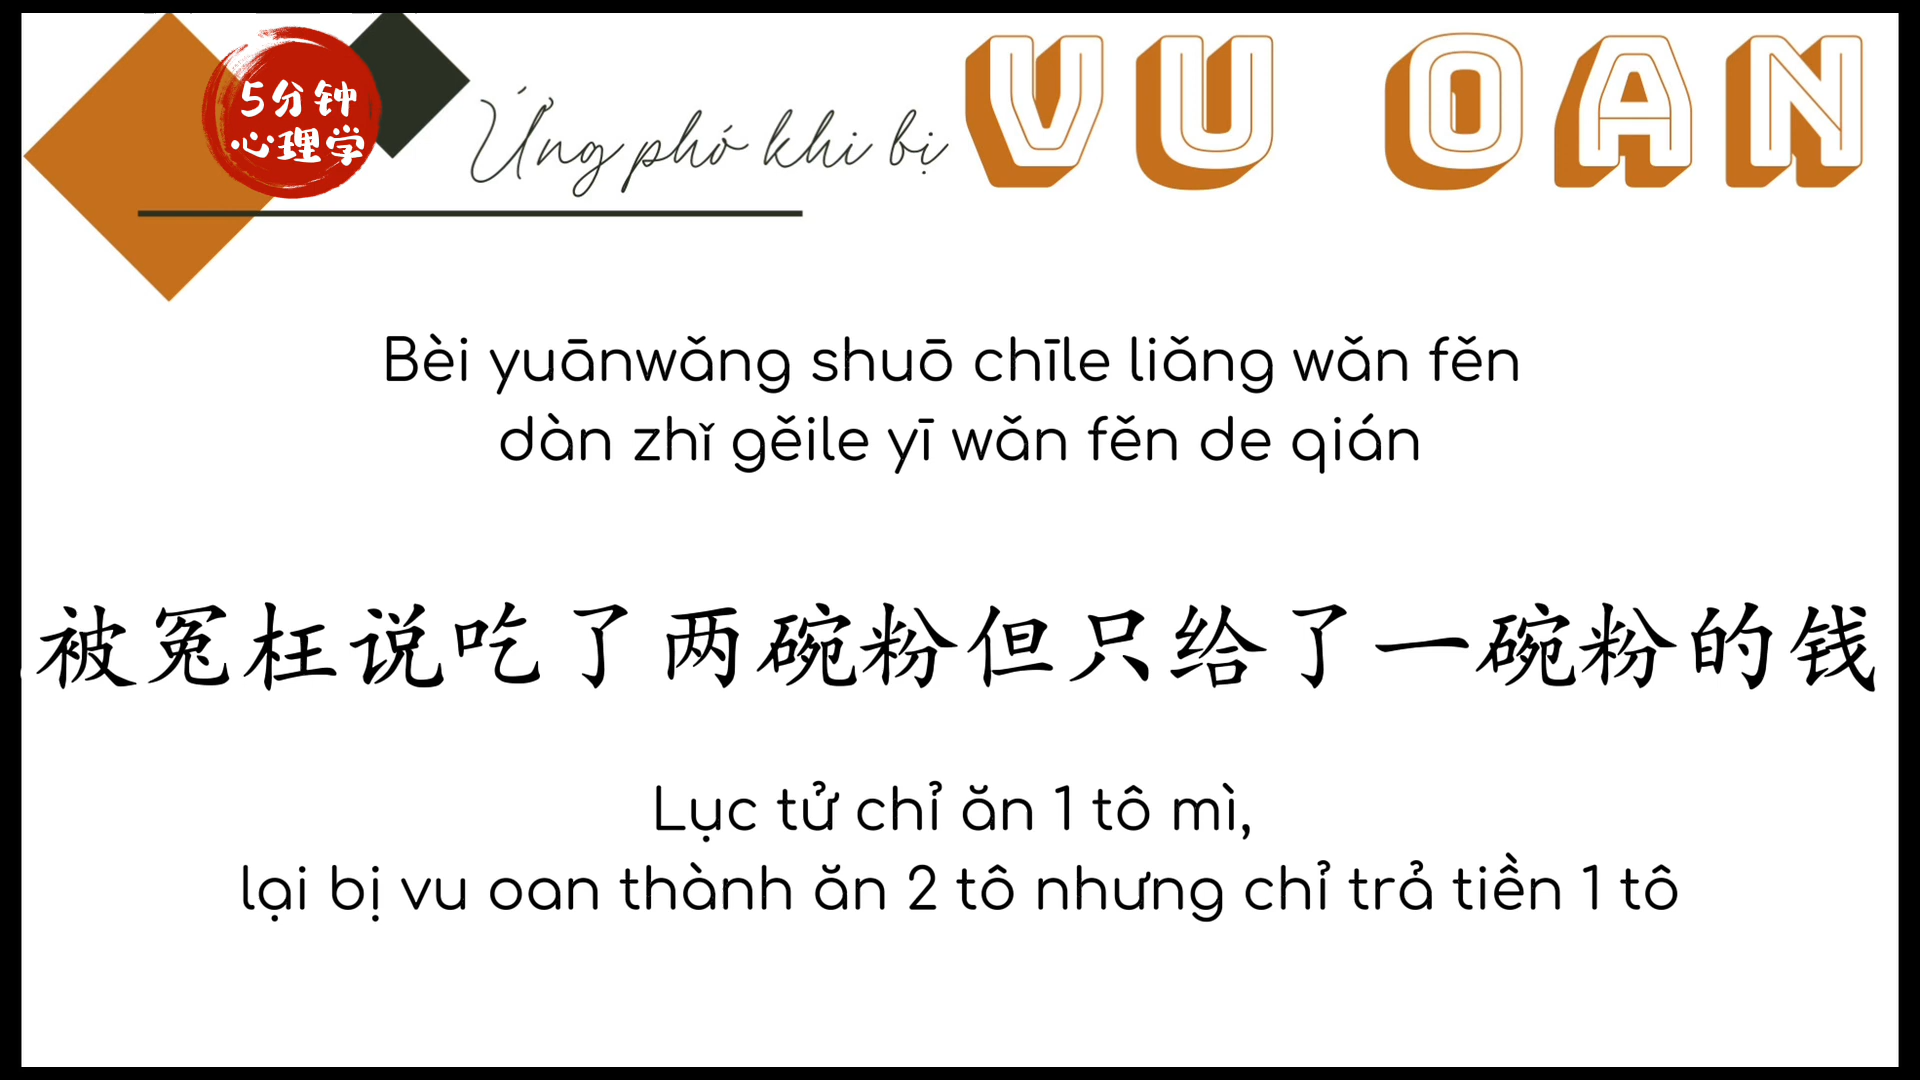 5分钟
心理学
Ứng phó khi bị VU OAN
Bèi yuānwǎng shuō chīle liǎng wǎn fěn
dàn zhǐ gěile yī wǎn fěn de qián
被冤枉说吃了两碗粉但只给了一碗粉的钱
Lục tử chỉ ăn 1 tô mì,
lại bị vu oan thành ăn 2 tô nhưng chỉ trả tiền 1 tô